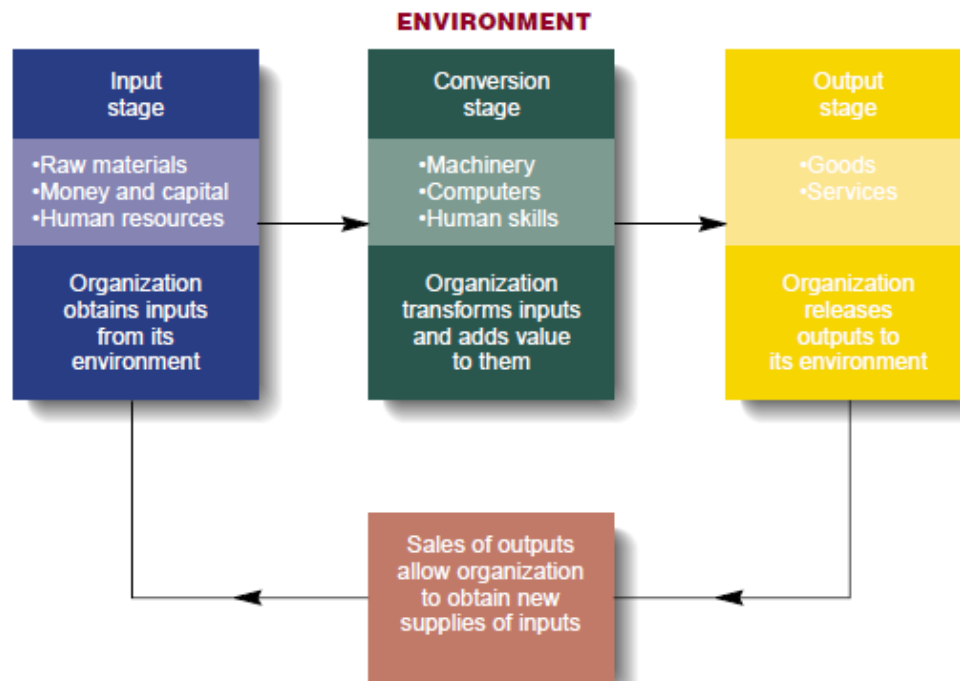 ENVIRONMENT
Input
stage
•Raw materials
•Money and capital
•Human resources
Organization
obtains inputs
from its
environment
Conversion
stage
•Machinery
•Computers
•Human skills
Organization
transforms inputs
and adds value
to them
Output
stage
•Goods
•Services
Organization
releases
outputs to
its environment
Sales of outputs
allow organization
to obtain new
supplies of inputs